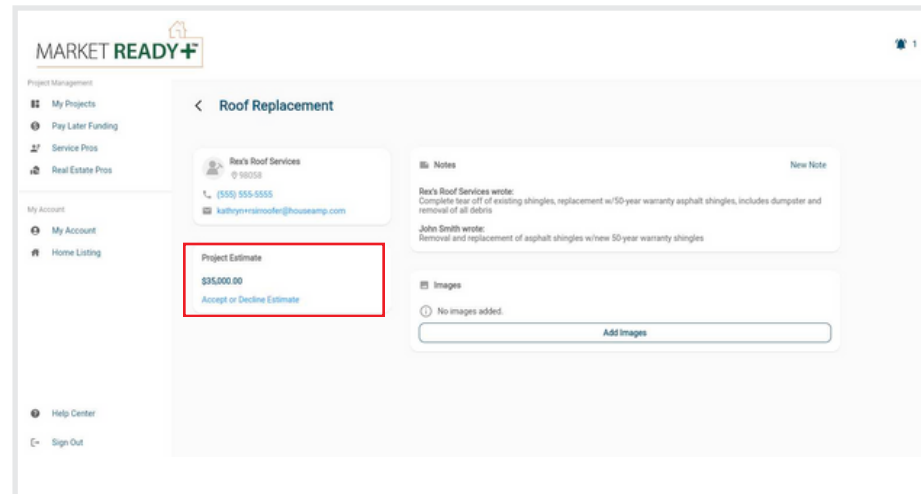 MARKET READY+
1
Project Management
My Projects
Pay Later Funding
Service Pros
Real Estate Pros
My Account
My Account
Home Listing
Help Center
Sign Out
Roof Replacement
Rex's Roof Services
98058
(555) 555-5555
kathryn+rsirroofer@houseamp.com
Project Estimate
$35,000.00
Accept or Decline Estimate
Notes
New Note
Rex's Roof Services wrote:
Complete tear off of existing shingles, replacement w/50-year warranty asphalt shingles, includes dumpster and
removal of all debris
John Smith wrote:
Removal and replacement of asphalt shingles w/new 50-year warranty shingles
Images
No images added.
Add Images